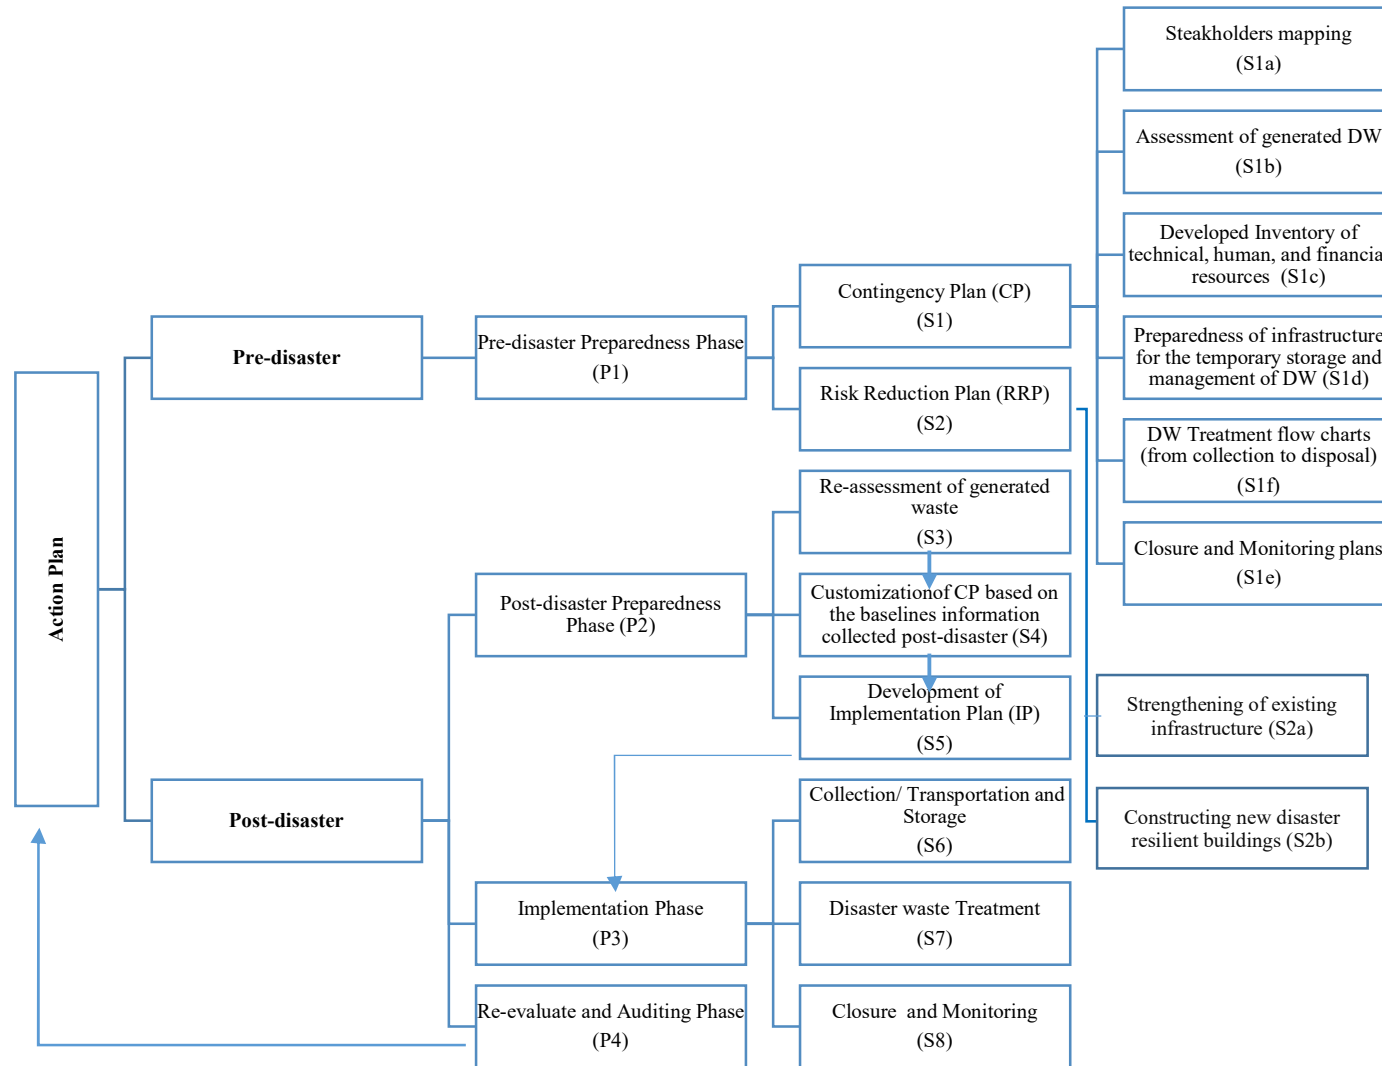 Action Plan
Pre-disaster
Post-disaster
Pre-disaster Preparedness Phase
(P1)
Post-disaster Preparedness
Phase (P2)
Implementation Phase
(P3)
Re-evaluate and Auditing Phase
(P4)
Contingency Plan (CP)
(S1)
Risk Reduction Plan (RRP)
(S2)
Re-assessment of generated
waste
(S3)
Customizationof CP based on
the baselines information
collected post-disaster (S4)
Development of
Implementation Plan (IP)
(S5)
Collection/ Transportation and
Storage
(S6)
Disaster waste Treatment
(S7)
Closure and Monitoring
(S8)
Steakholders mapping
(S1a)
Assessment of generated DW
(S1b)
Developed Inventory of
technical, human, and financia
resources (S1c)
Preparedness of infrastructure
for the temporary storage and
management of DW (S1d)
DW Treatment flow charts
(from collection to disposal)
(S1f)
Closure and Monitoring plans
(S1e)
Strengthening of existing
infrastructure (S2a)
Constructing new disaster
resilient buildings (S2b)